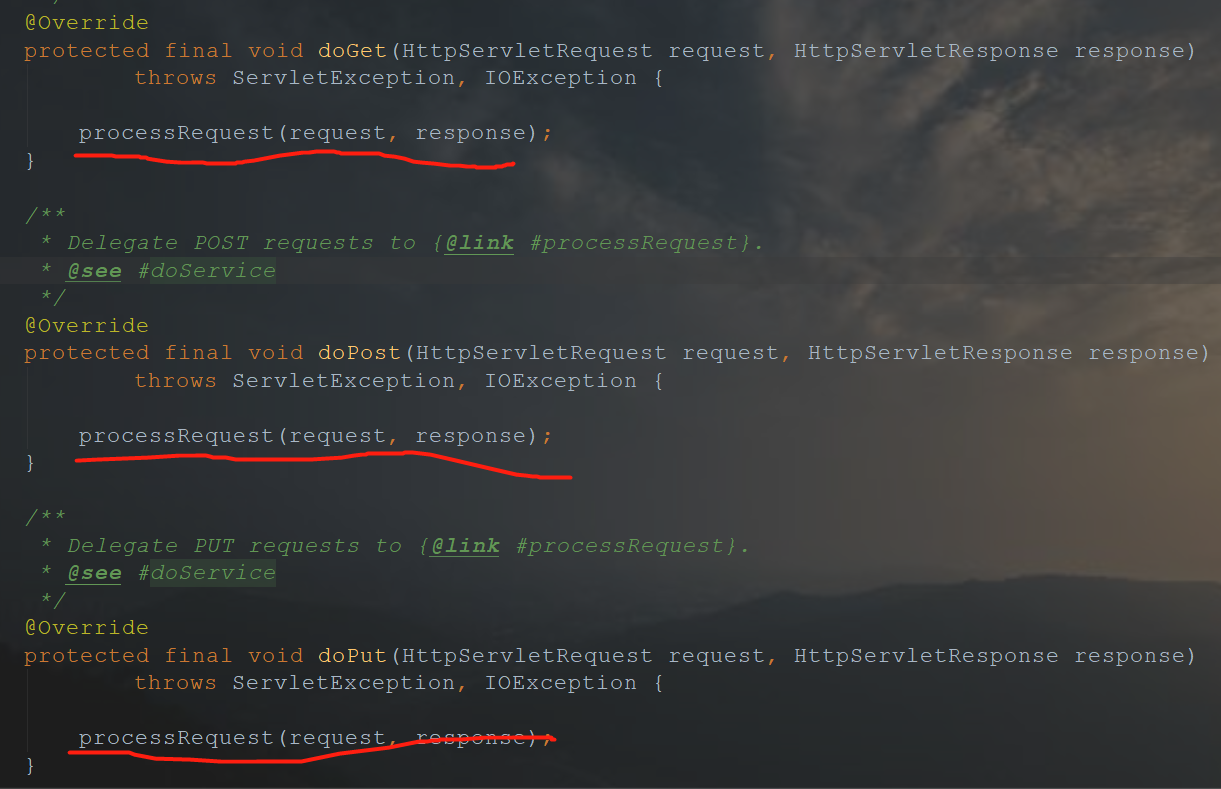 */
@Override
protected final void doGet(HttpServletRequest request, HttpServletResponse response)
throws ServletException, IOException {
processRequest(request, response);
}
/**
* Delegate POST requests to {@link #processRequest}.
* @see #doService
*/
@Override
protected final void doPost(HttpServletRequest request, HttpServletResponse response)
throws ServletException, IOException {
processRequest(request, response);
}
/**
* Delegate PUT requests to {@link #processRequest}.
* @see #doService
*/
@Override
protected final void doPut(HttpServletRequest request, HttpServletResponse response)
throws ServletException, IOException {
processRequest(request, response);
}